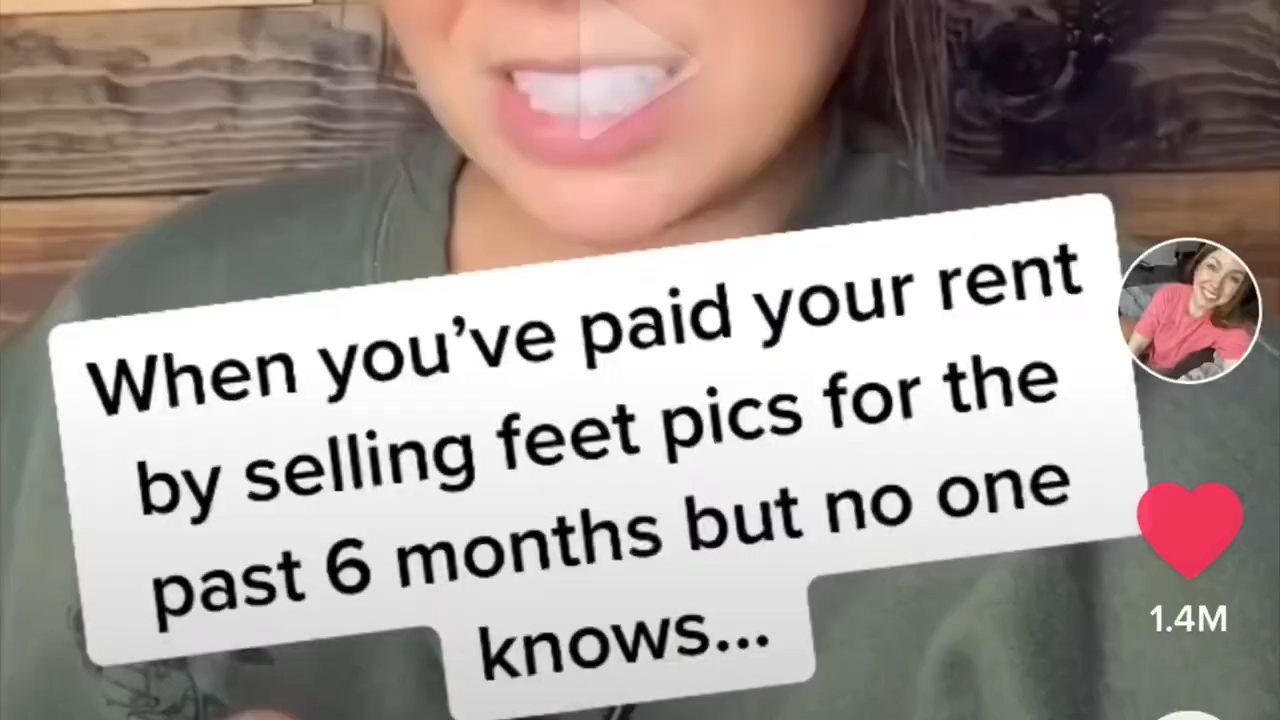 When you’ve paid your rent
by selling feet pics for the
past 6 months but no one
knows...
1.4M